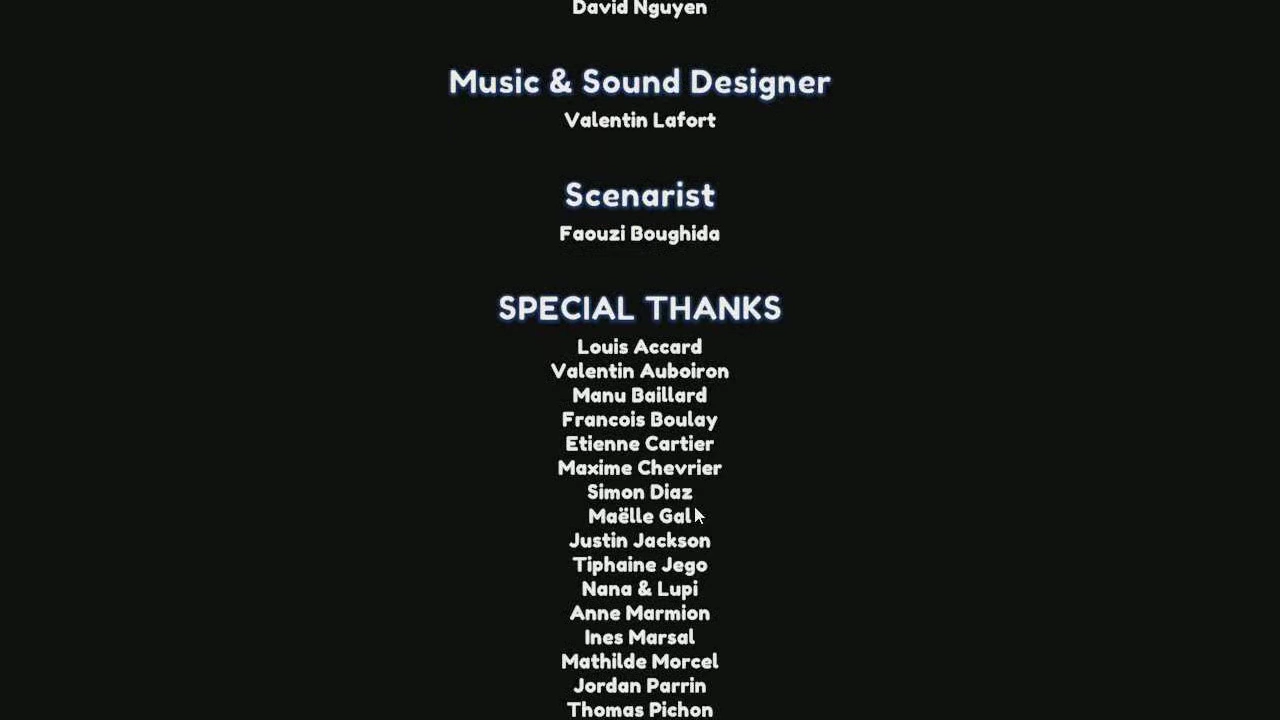 David Nguyen
Music & Sound Designer
Valentin Lafort
Scenarist
Faouzi Boughida
SPECIAL THANKS
Louis Accard
Valentin Auboiron
Manu Baillard
Francois Boulay
Etienne Cartier
Maxime Chevrier
Simon Diaz
Maëlle Gal
Justin Jackson
Tiphaine Jego
Nana & Lupi
Anne Marmion
Ines Marsal
Mathilde Morcel
Jordan Parrin
Thomas Pichon